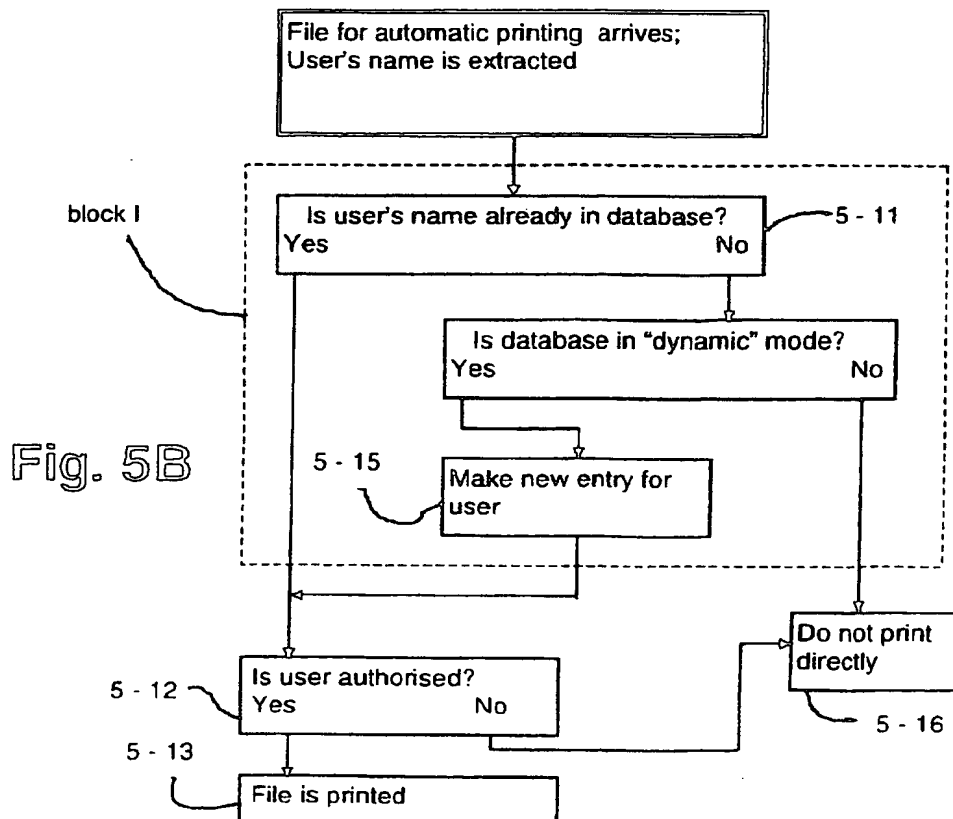 File for automatic printing arrives;
User's name is extracted
block I
Is user's name already in database?
Yes No
5 - 11
Is database in "dynamic" mode?
Yes No
Fig. 5B
5 - 15
Make new entry for
user
Do not print
directly
5 - 16
Is user authorised?
Yes No
5 - 12
5 - 13
File is printed